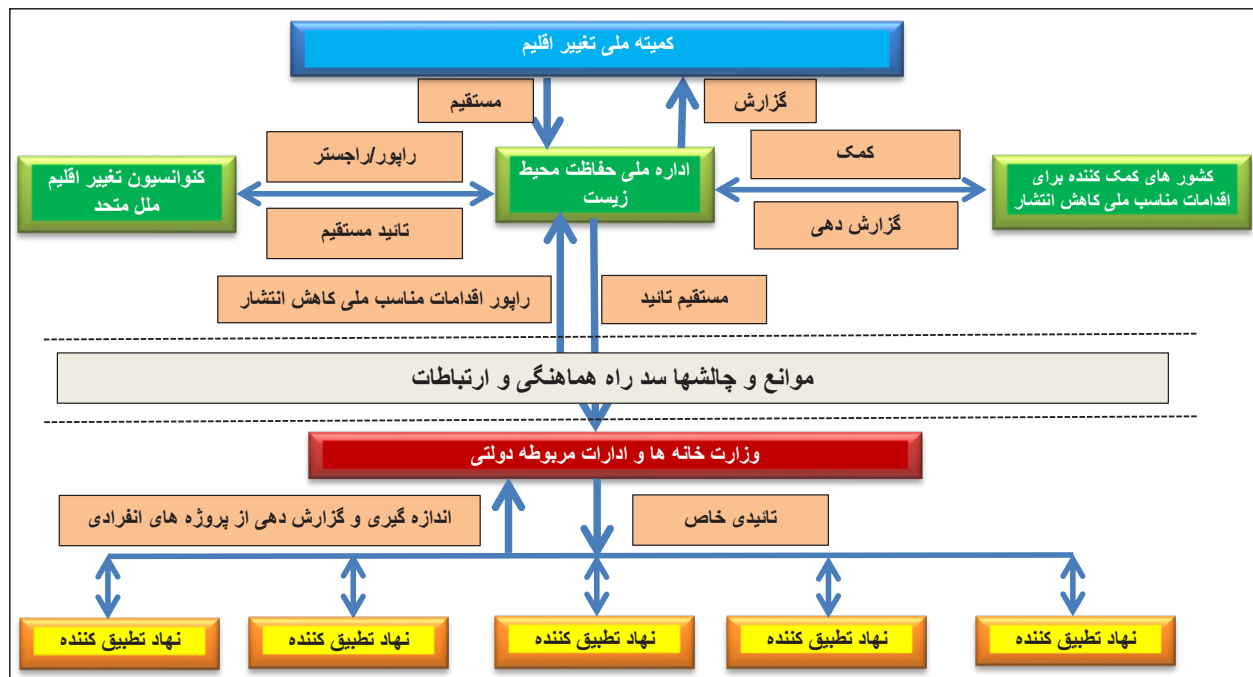 کمیته ملی تغییر اقلیم
گزارش
مستقیم
کمک
راپور/راجستر
کشور های کمک کننده برای
اقدامات مناسب ملی کاهش انتشار
اداره ملی حفاظت محیط
زیست
کنوانسیون تغییر اقلیم
ملل متحد
گزارش دهی
تائید مستقیم
مستقیم تائید
راپور اقدامات مناسب ملی کاهش انتشار
موانع و چالشها سد راه هماهنگی و ارتباطات
وزارت خانه ها و ادارات مربوطه دولتی
تائیدی خاص
اندازه گیری و گزارش دهی از پروژه های انفرادی
نهاد تطبیق کننده
نهاد تطبیق کننده
نهاد تطبیق کننده
نهاد تطبیق کننده
نهاد تطبیق کننده